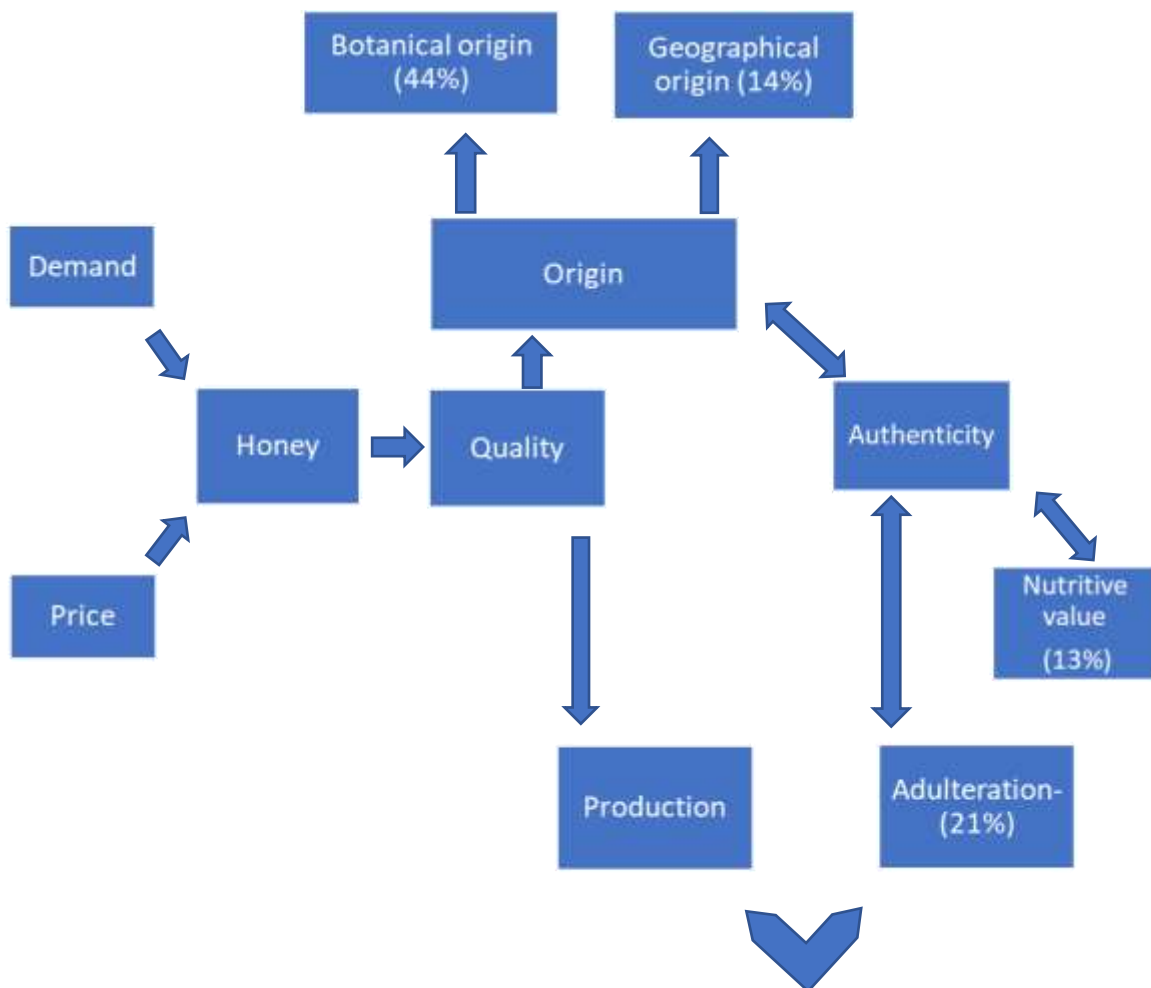 Botanical origin
(44%)
Geographical
origin (14%)
Demand
Origin
Honey
Quality
Authenticity
Price
Nutritive
value
(13%)
Production
Adulteration-
(21%)